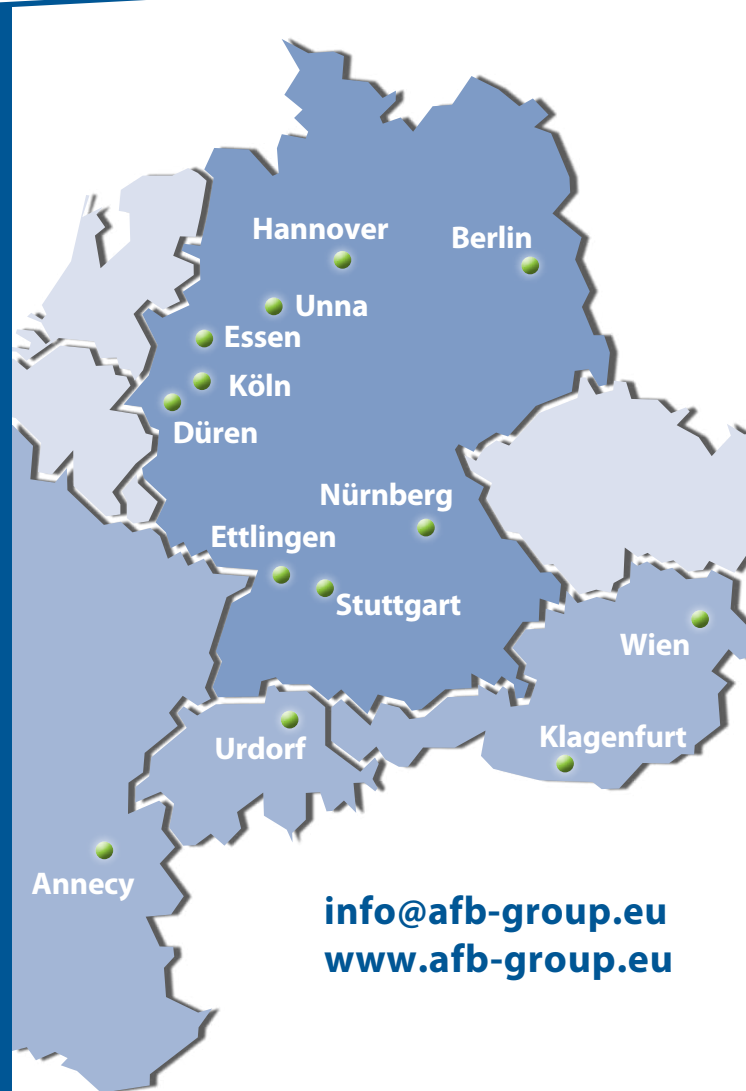 Hannover
Berlin
Unna
Essen
Köln
Düren
Nürnberg
Ettlingen
Stuttgart
Wien
Klagenfurt
Urdorf
Annecy
info@afb-group.eu
www.afb-group.eu